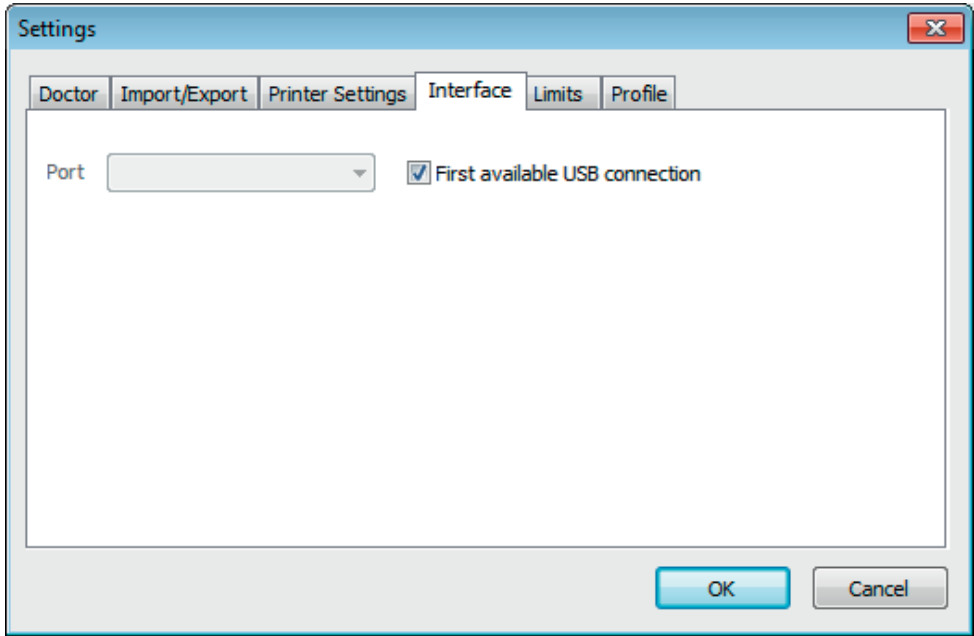 Settings
Doctor Import/Export Printer Settings Interface Limits Profile
Port First available USB connection
OK Cancel